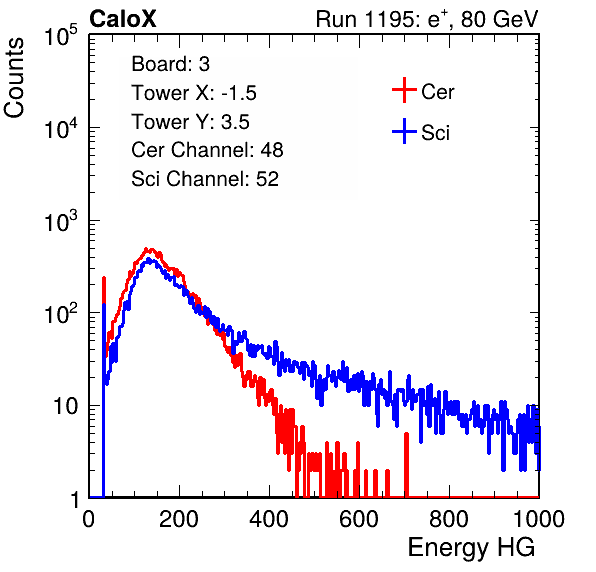 CaloX Run 1195: e⁺, 80 GeV
Counts
Board: 3
Tower X: -1.5
Tower Y: 3.5
Cer Channel: 48
Sci Channel: 52
Cer
Sci
10⁵
10⁴
10³
10²
10
1
0 200 400 600 800 1000
Energy HG